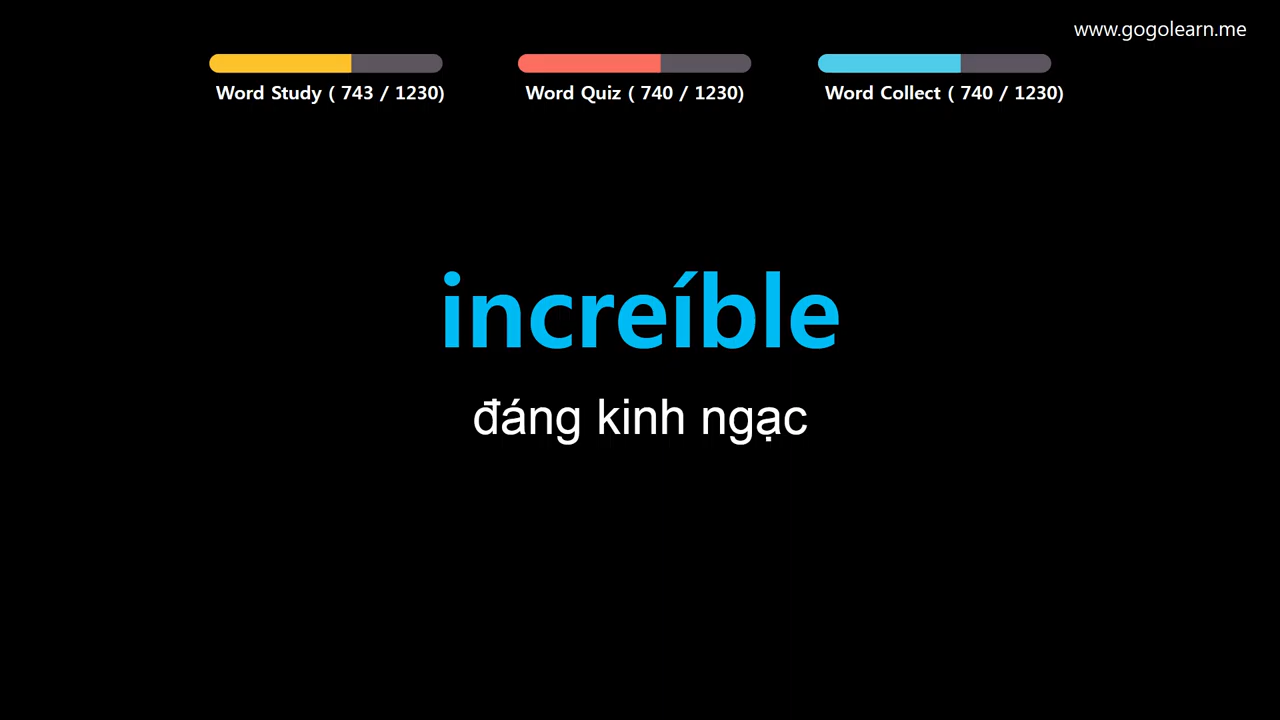 www.gogolearn.me
Word Study ( 743 / 1230)
Word Quiz ( 740 / 1230)
Word Collect ( 740 / 1230)
increíble
đáng kinh ngạc